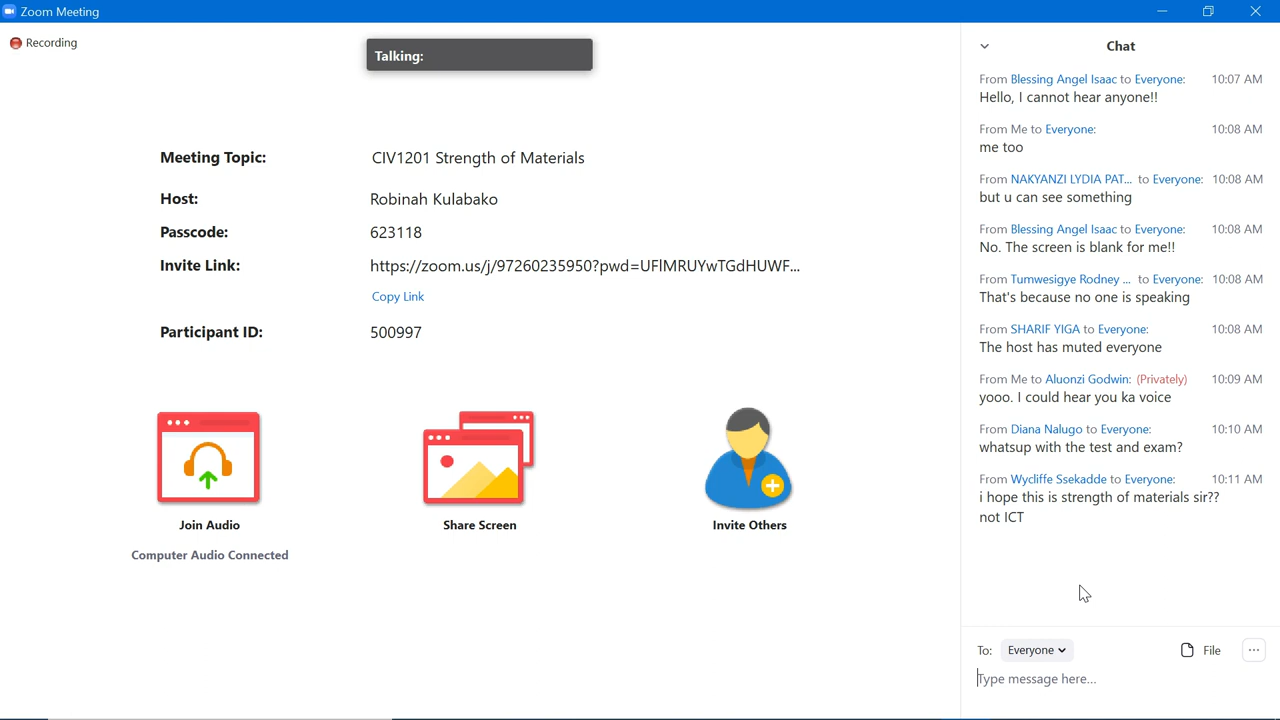 Zoom Meeting
Recording
Talking:
Meeting Topic: CIV1201 Strength of Materials
Host: Robinah Kulabako
Passcode: 623118
Invite Link: https://zoom.us/j/97260235950?pwd=UFlMRUYwTGdHUWF...
Copy Link
Participant ID: 500997
Join Audio
Computer Audio Connected
Share Screen
Invite Others
Chat
From Blessing Angel Isaac to Everyone: 10:07 AM
Hello, I cannot hear anyone!!
From Me to Everyone: 10:08 AM
me too
From NAKYANZI LYDIA PAT... to Everyone: 10:08 AM
but u can see something
From Blessing Angel Isaac to Everyone: 10:08 AM
No. The screen is blank for me!!
From Tumwesigye Rodney ... to Everyone: 10:08 AM
That's because no one is speaking
From SHARIF YIGA to Everyone: 10:08 AM
The host has muted everyone
From Me to Aluonzi Godwin: (Privately) 10:09 AM
yooo. I could hear you ka voice
From Diana Nalugo to Everyone: 10:10 AM
whatsup with the test and exam?
From Wycliffe Ssekadde to Everyone: 10:11 AM
i hope this is strength of materials sir??
not ICT
To: Everyone File
Type message here...